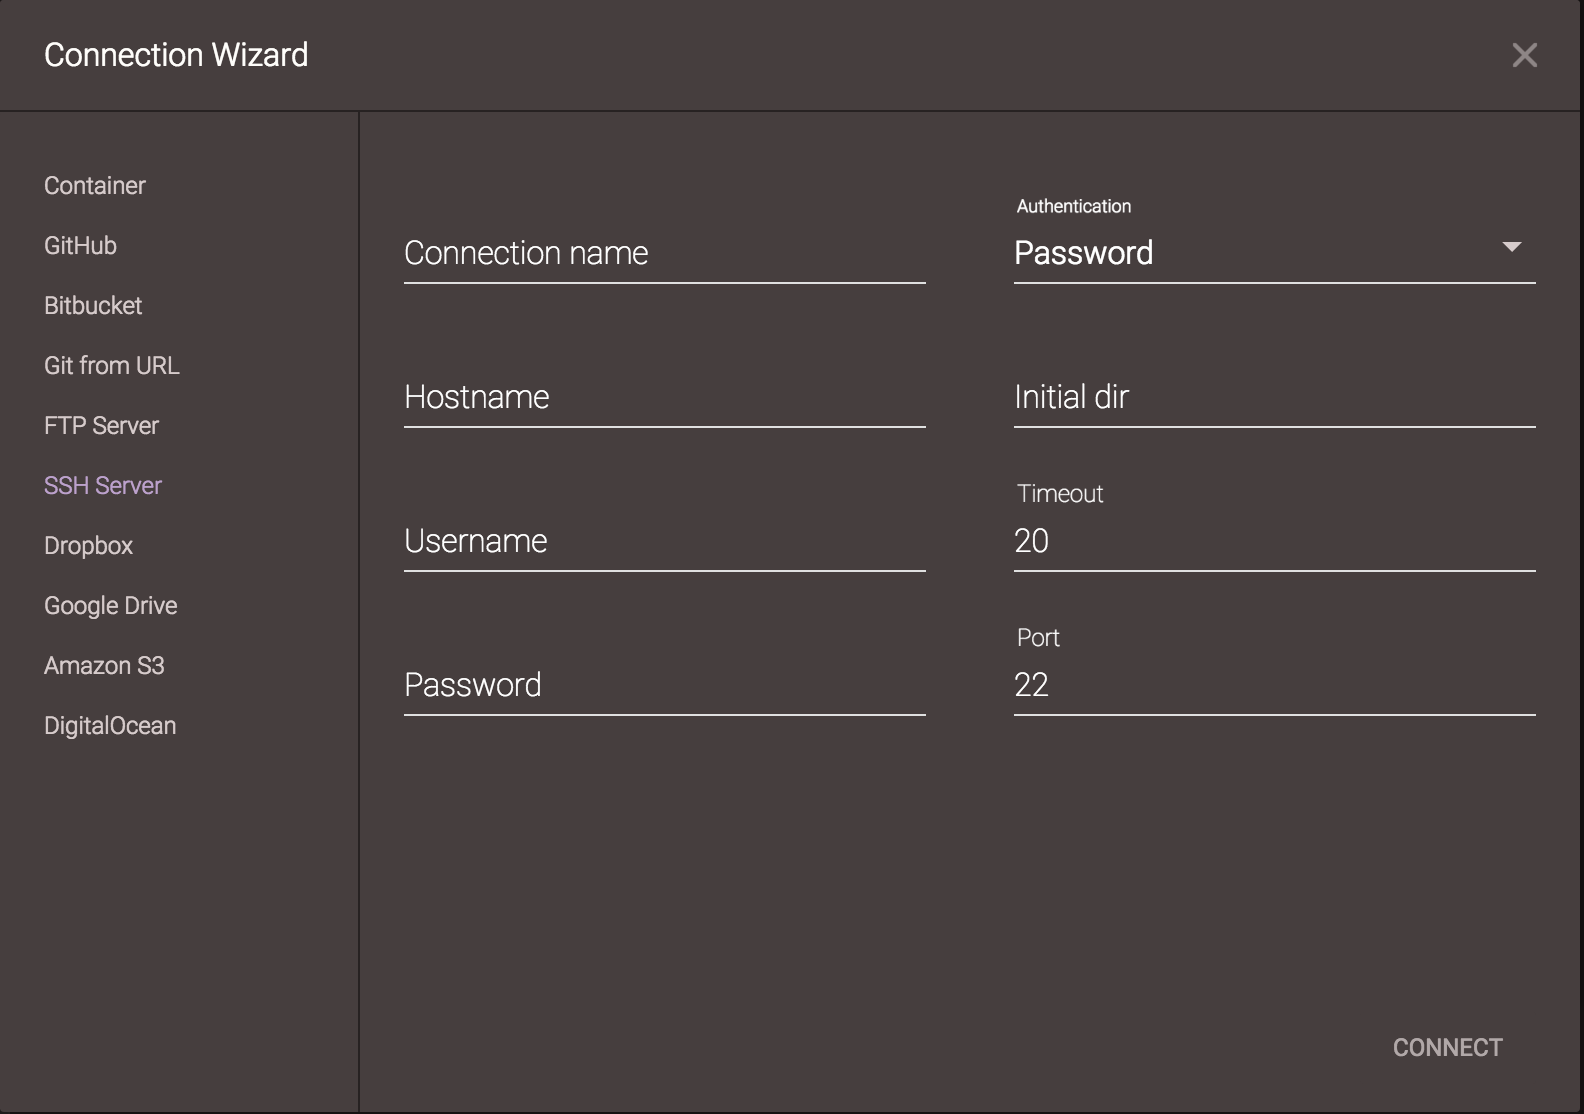 Connection Wizard
Container
GitHub
Bitbucket
Git from URL
FTP Server
SSH Server
Dropbox
Google Drive
Amazon S3
DigitalOcean
Connection name
Authentication
Password
Hostname
Initial dir
Username
Timeout
20
Password
Port
22
CONNECT